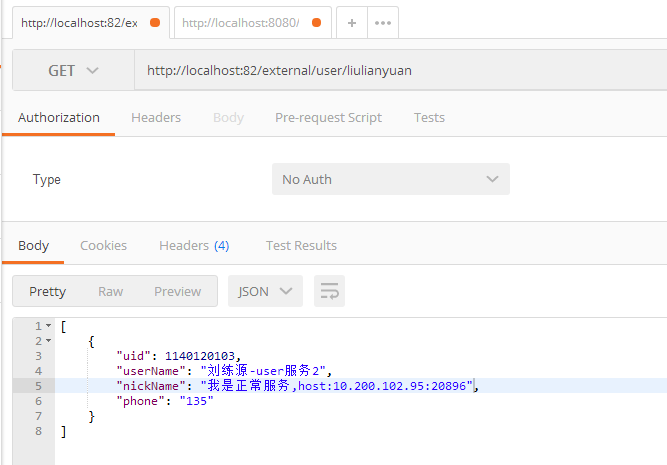 http://localhost:82/ex http://localhost:8080/ + •••
GET http://localhost:82/external/user/liulianyuan
Authorization Headers Body Pre-request Script Tests
Type No Auth
Body Cookies Headers (4) Test Results
Pretty Raw Preview JSON
1 [
2 {
3 "uid": 1140120103,
4 "userName": "刘练源-user服务2",
5 "nickName": "我是正常服务,host:10.200.102.95:20896",
6 "phone": "135"
7 }
8 ]